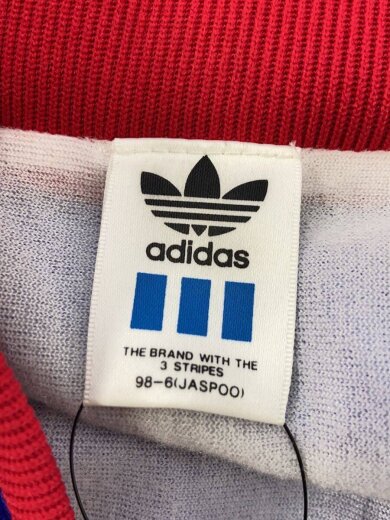 adidas
THE BRAND WITH THE
3 STRIPES
98-6(JASPOO)